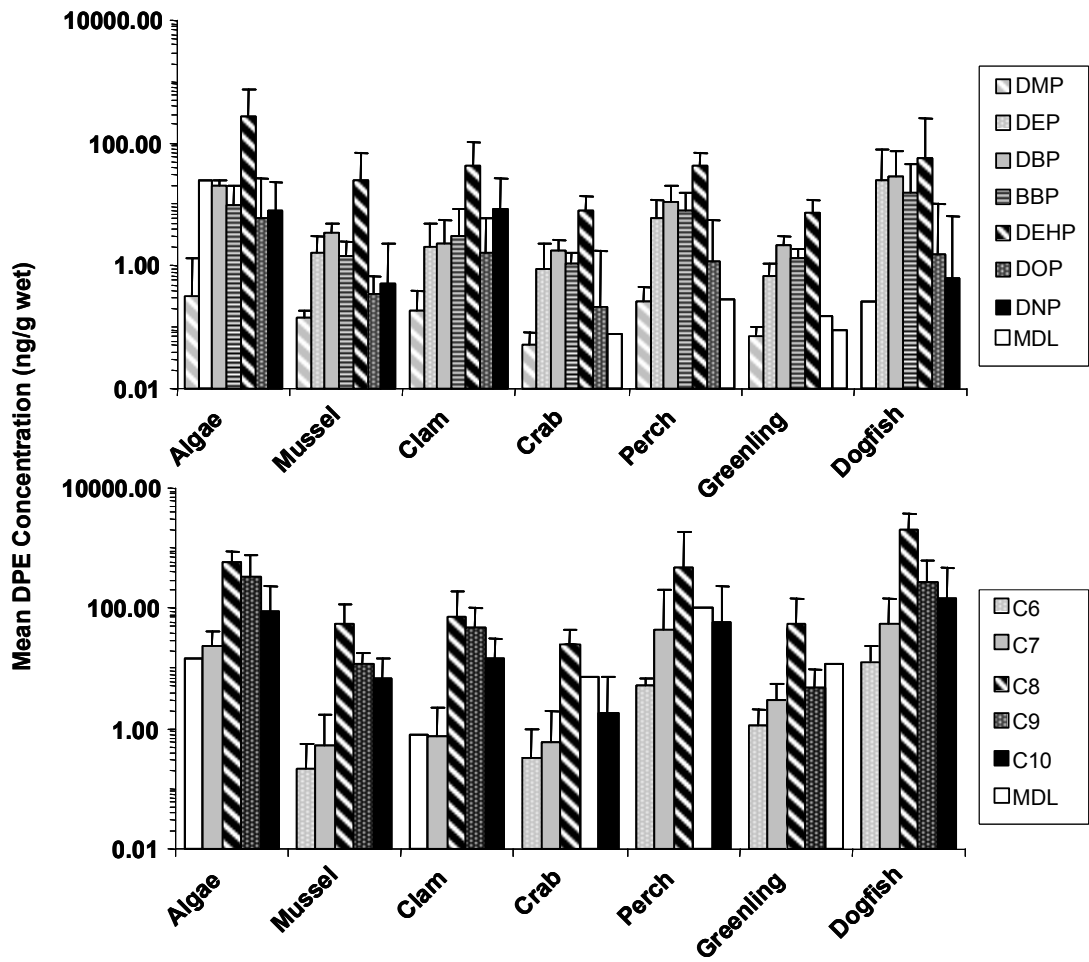 Mean DPE Concentration (ng/g wet)
10000.00
100.00
1.00
0.01
Algae
Mussel
Clam
Crab
Perch
Greenling
Dogfish
DMP
DEP
DBP
BBP
DEHP
DOP
DNP
MDL
10000.00
100.00
1.00
0.01
Algae
Mussel
Clam
Crab
Perch
Greenling
Dogfish
C6
C7
C8
C9
C10
MDL